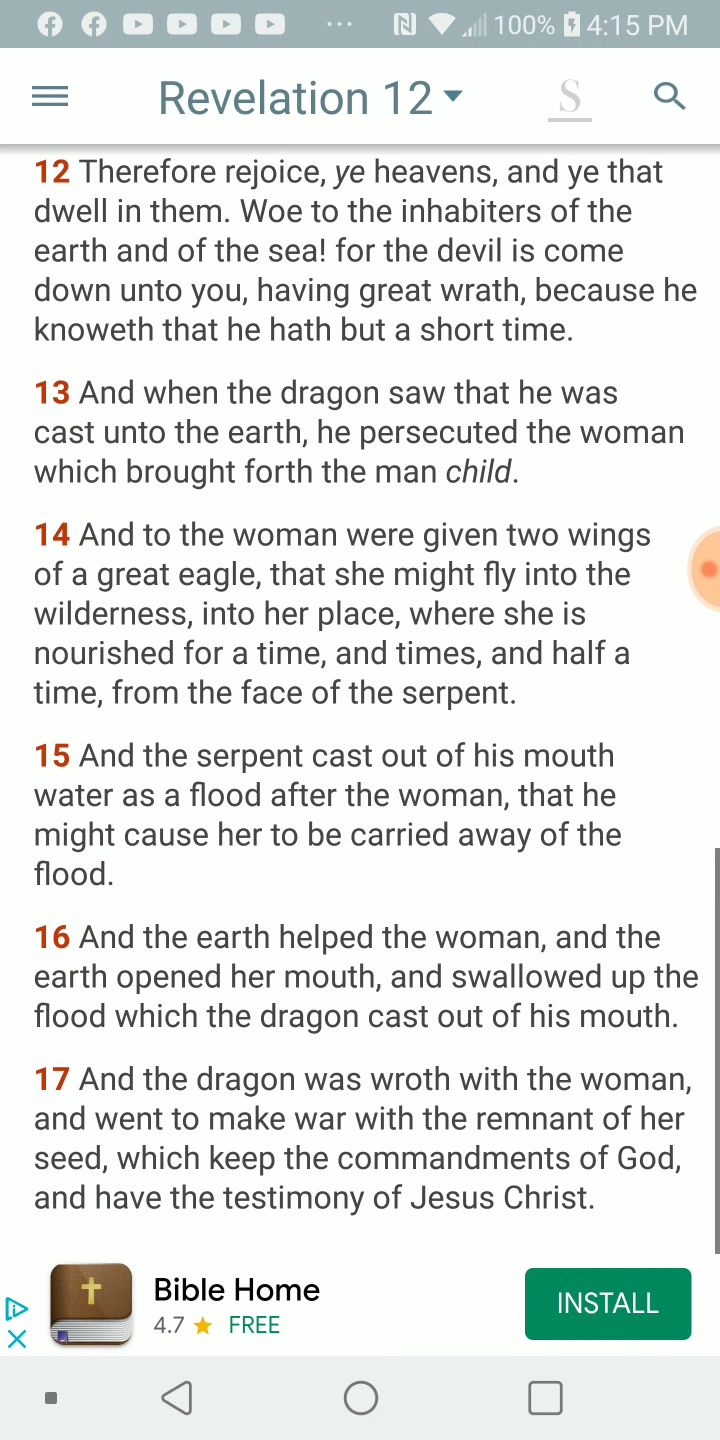 100% 4:15 PM
Revelation 12
S
12 Therefore rejoice, ye heavens, and ye that
dwell in them. Woe to the inhabiters of the
earth and of the sea! for the devil is come
down unto you, having great wrath, because he
knoweth that he hath but a short time.
13 And when the dragon saw that he was
cast unto the earth, he persecuted the woman
which brought forth the man child.
14 And to the woman were given two wings
of a great eagle, that she might fly into the
wilderness, into her place, where she is
nourished for a time, and times, and half a
time, from the face of the serpent.
15 And the serpent cast out of his mouth
water as a flood after the woman, that he
might cause her to be carried away of the
flood.
16 And the earth helped the woman, and the
earth opened her mouth, and swallowed up the
flood which the dragon cast out of his mouth.
17 And the dragon was wroth with the woman,
and went to make war with the remnant of her
seed, which keep the commandments of God,
and have the testimony of Jesus Christ.
Bible Home
4.7 ★ FREE
INSTALL